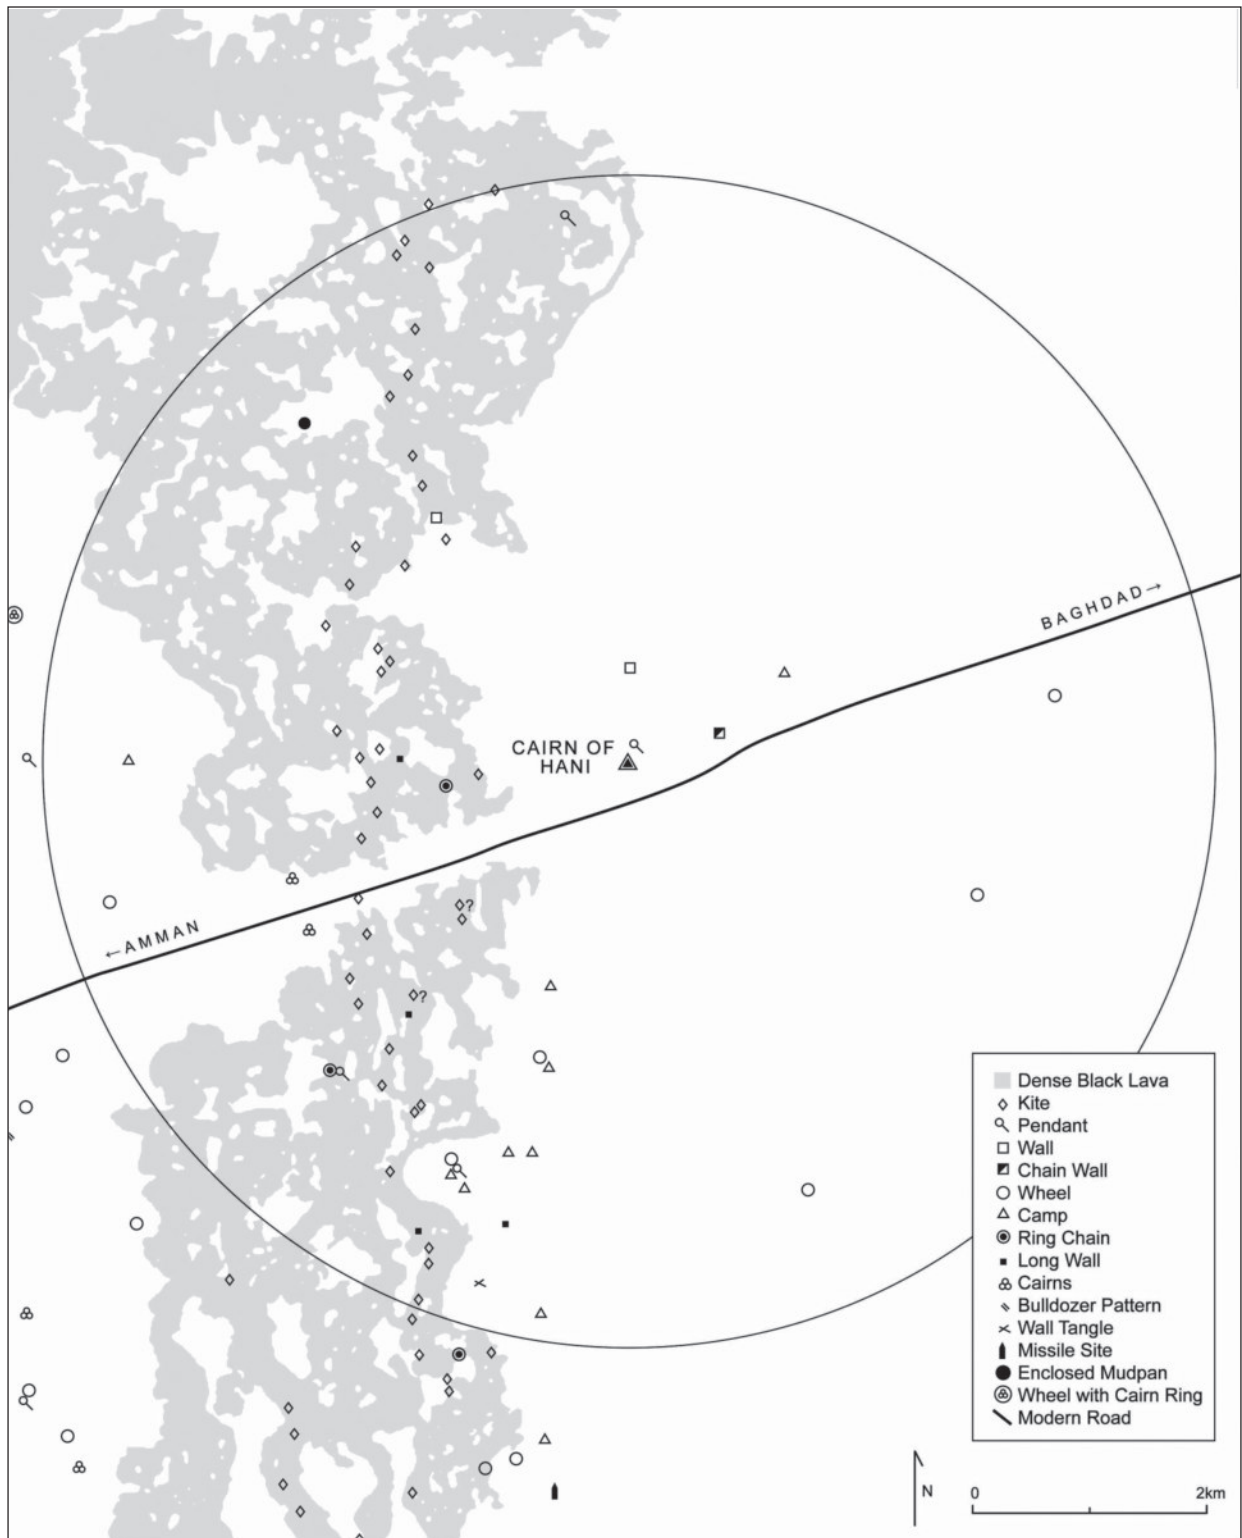 BAGHDAD→
CAIRN OF
HANI
?
←AMMAN
?
Dense Black Lava
Kite
Pendant
Wall
Chain Wall
Wheel
Camp
Ring Chain
Long Wall
Cairns
Bulldozer Pattern
Wall Tangle
Missile Site
Enclosed Mudpan
Wheel with Cairn Ring
Modern Road
N
0 2km